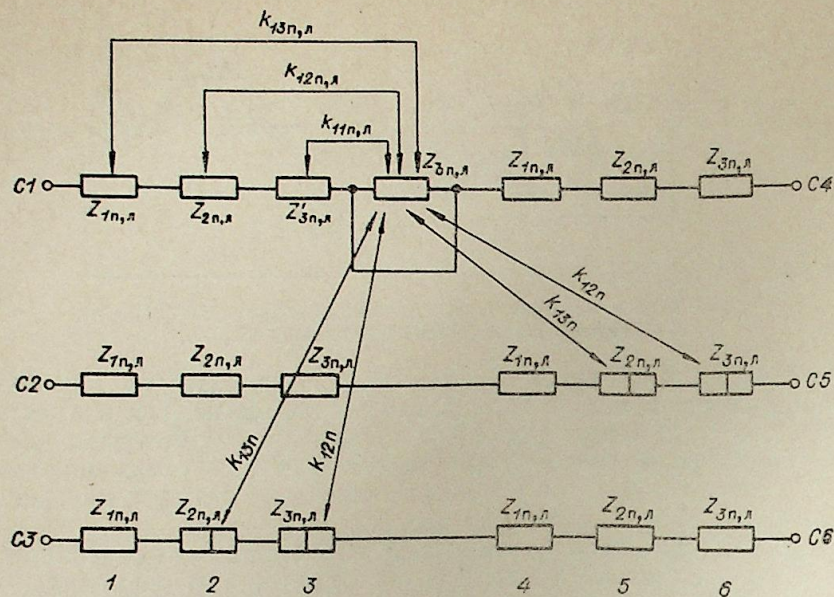 k13п,л
k12п,л
k11п,л
C1 Z1п,л Z2п,л Z'3п,л Zδп,л Z1п,л Z2п,л Z3п,л C4
k13п k12п
C2 Z1п,л Z2п,л Z3п,л Z1п,л Z2п,л Z3п,л C5
k13п k12п
C3 Z1п,л Z2п,л Z3п,л Z1п,л Z2п,л Z3п,л C6
1 2 3 4 5 6